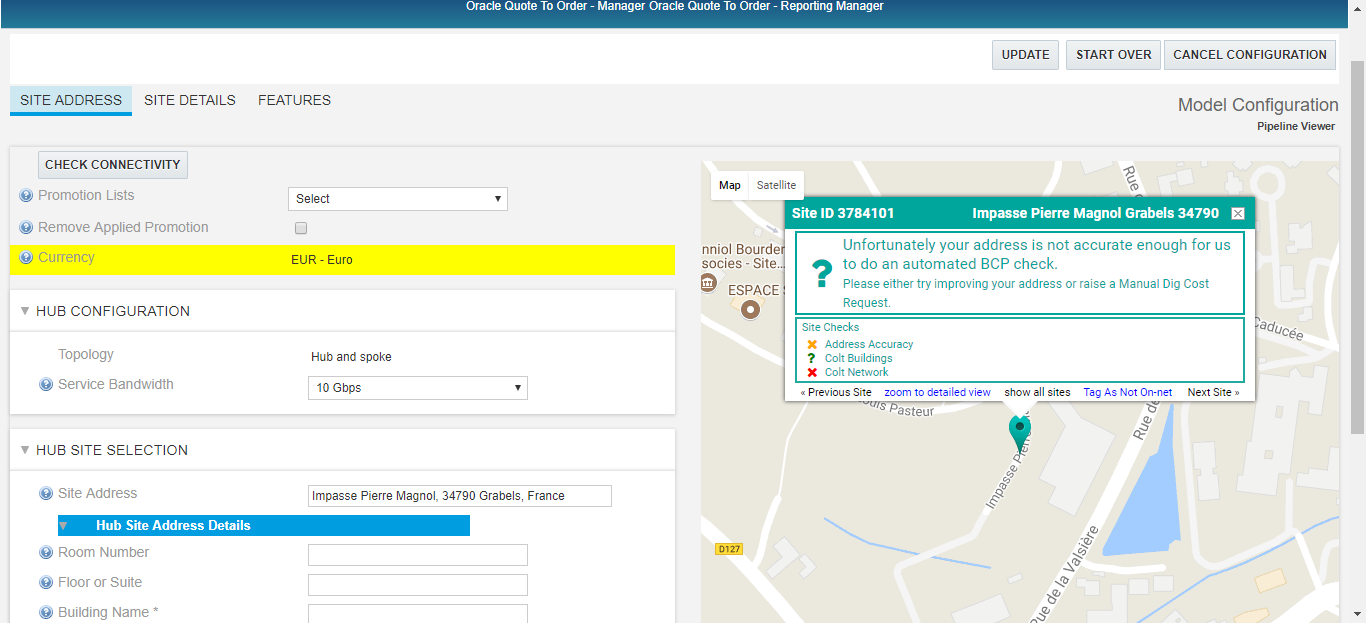 Oracle Quote To Order - Manager Oracle Quote To Order - Reporting Manager
UPDATE START OVER CANCEL CONFIGURATION
SITE ADDRESS SITE DETAILS FEATURES
Model Configuration
Pipeline Viewer
CHECK CONNECTIVITY
Promotion Lists Select
Remove Applied Promotion
Currency EUR - Euro
HUB CONFIGURATION
Topology Hub and spoke
Service Bandwidth 10 Gbps
HUB SITE SELECTION
Site Address Impasse Pierre Magnol, 34790 Grabels, France
Hub Site Address Details
Room Number
Floor or Suite
Building Name *
Map Satellite
Rue de
Site ID 3784101 Impasse Pierre Magnol Grabels 34790
Unfortunately your address is not accurate enough for us
to do an automated BCP check.
Please either try improving your address or raise a Manual Dig Cost
Request.
Site Checks
Address Accuracy
Colt Buildings
Colt Network
« Previous Site zoom to detailed view show all sites Tag As Not On-net Next Site »
nniol Bourder
socies - Site...
ESPACE
Caducée
ouis Pasteur
Rue de
Impasse Pierre
D127
Rue de la Valsière